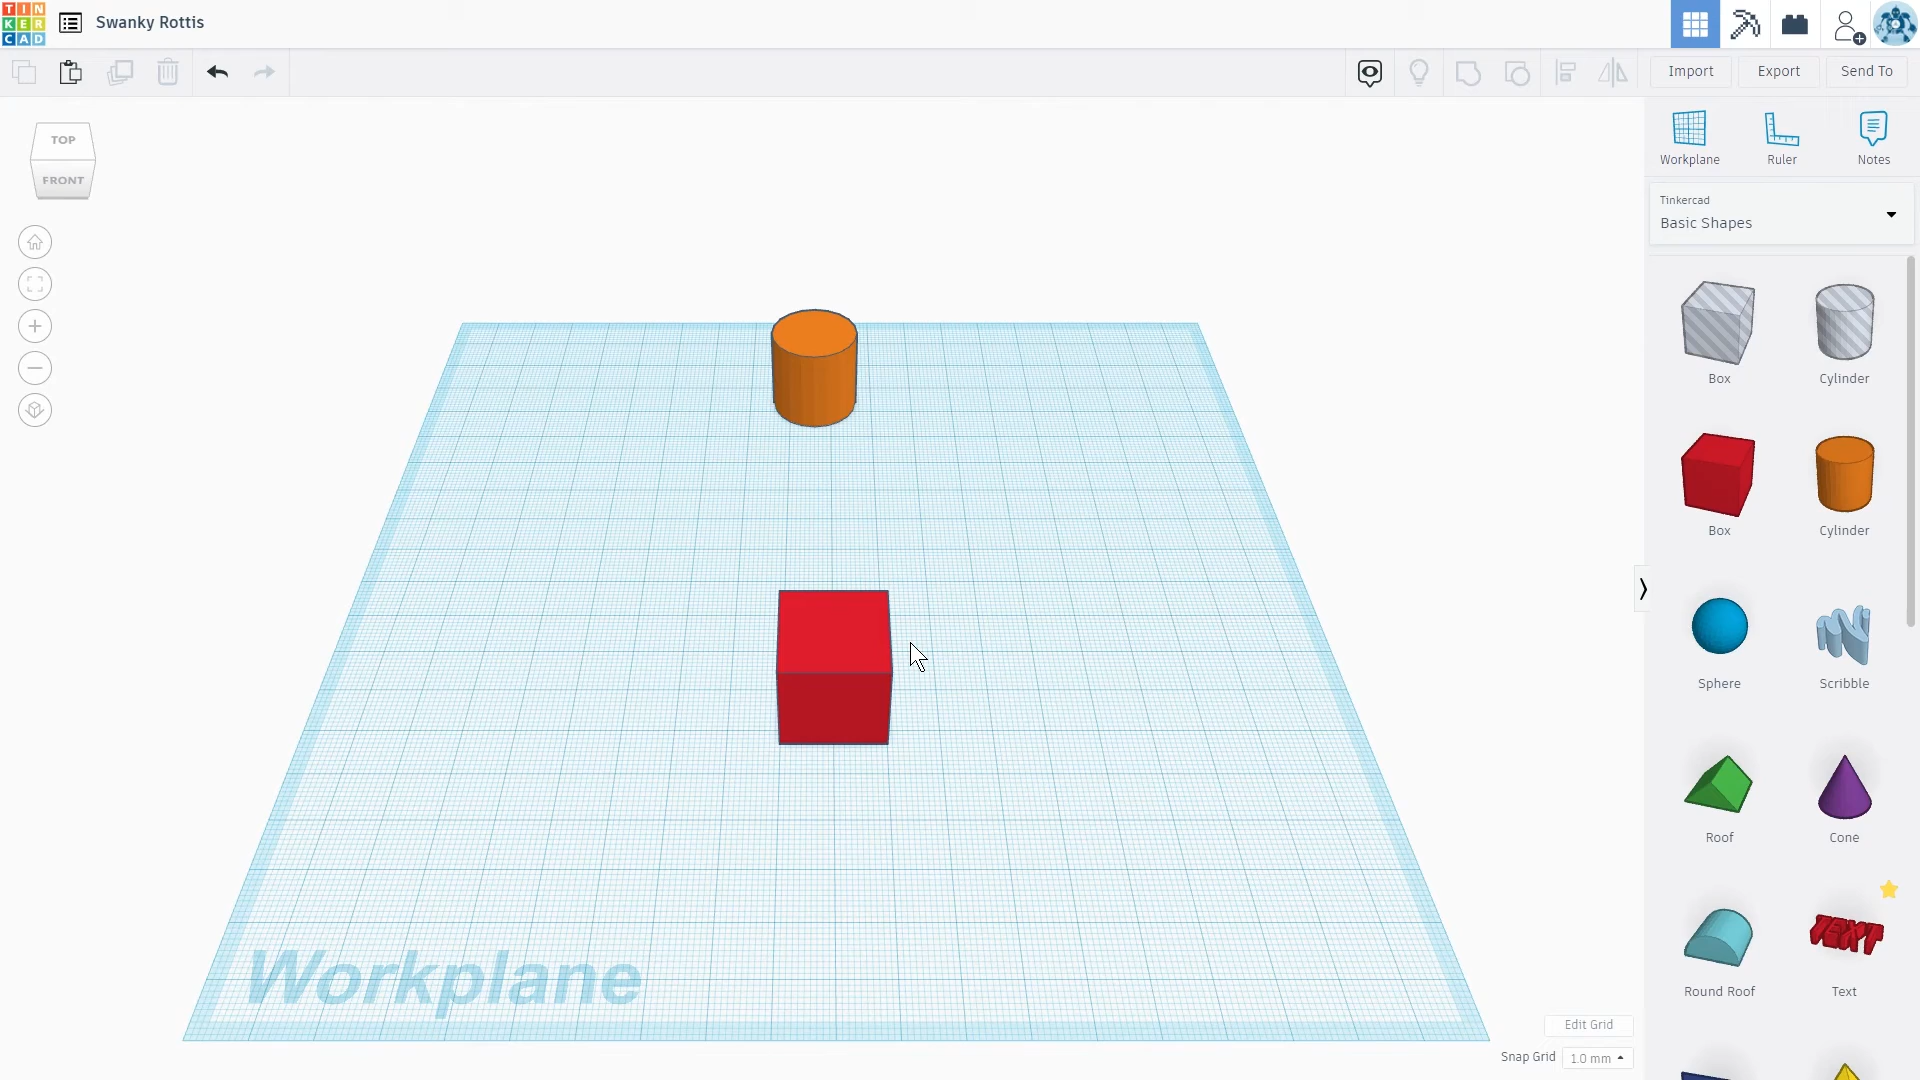 TIN
KER
CAD
Swanky Rottis
Import
Export
Send To
TOP
FRONT
Workplane
Ruler
Notes
Tinkercad
Basic Shapes
Box
Cylinder
Box
Cylinder
Sphere
Scribble
Roof
Cone
TEXT
Round Roof
Text
Workplane
Edit Grid
Snap Grid
1.0 mm